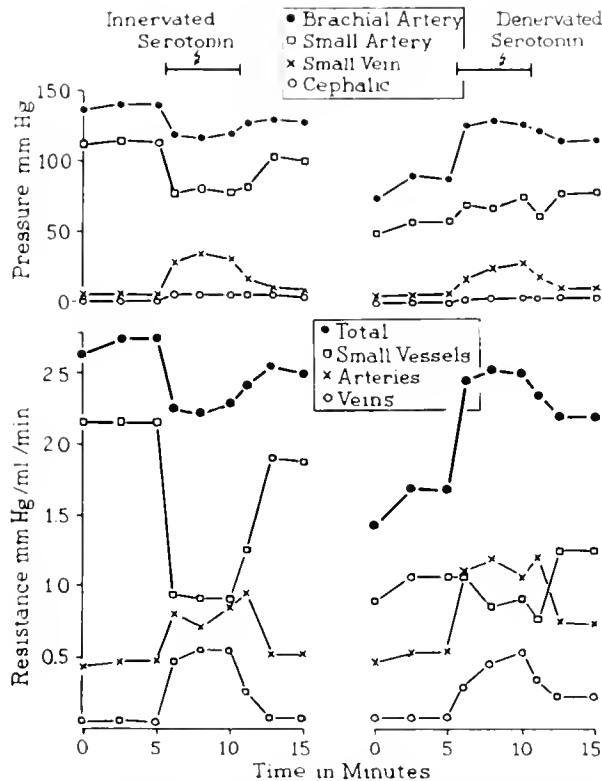 Innervated
Serotonin
Brachial Artery
Small Artery
Small Vein
Cephalic
Denervated
Serotonin
Pressure mm Hg
150
100
50
0
Total
Small Vessels
Arteries
Veins
Resistance mm Hg/ml/min
25
2.0
1.5
1.0
0.5
0 5 10 15
0 5 10 15
Time in Minutes